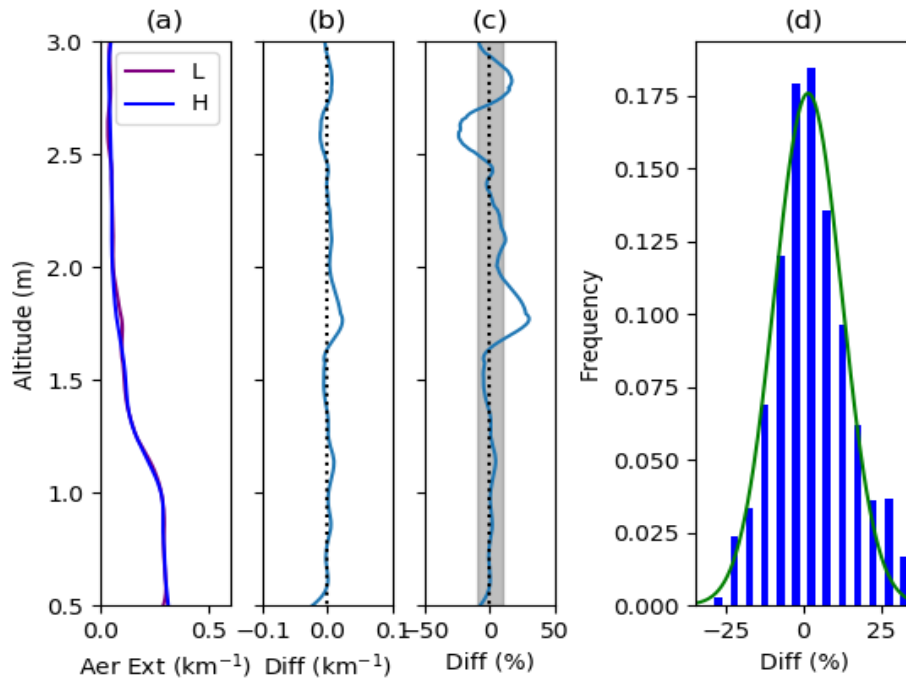 (a) (b) (c) (d)
L
H
Altitude (m)
3.0
2.5
2.0
1.5
1.0
0.5
0.0 0.5
Aer Ext (km⁻¹)
−0.1 0.0 0.1
Diff (km⁻¹)
−50 0 50
Diff (%)
Frequency
0.175
0.150
0.125
0.100
0.075
0.050
0.025
0.000
−25 0 25
Diff (%)